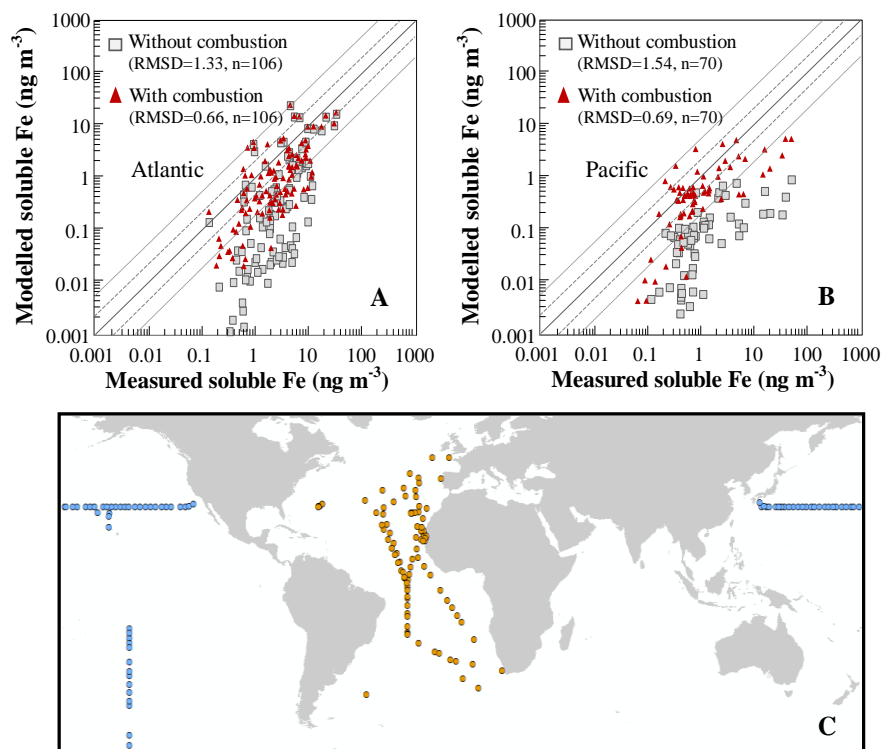 1000
100
10
1
0.1
0.01
0.001
Modelled soluble Fe (ng m-3)
Without combustion
(RMSD=1.33, n=106)
With combustion
(RMSD=0.66, n=106)
Atlantic
A
0.001 0.01 0.1 1 10 100 1000
Measured soluble Fe (ng m-3)
1000
100
10
1
0.1
0.01
0.001
Modelled soluble Fe (ng m-3)
Without combustion
(RMSD=1.54, n=70)
With combustion
(RMSD=0.69, n=70)
Pacific
B
0.001 0.01 0.1 1 10 100 1000
Measured soluble Fe (ng m-3)
C